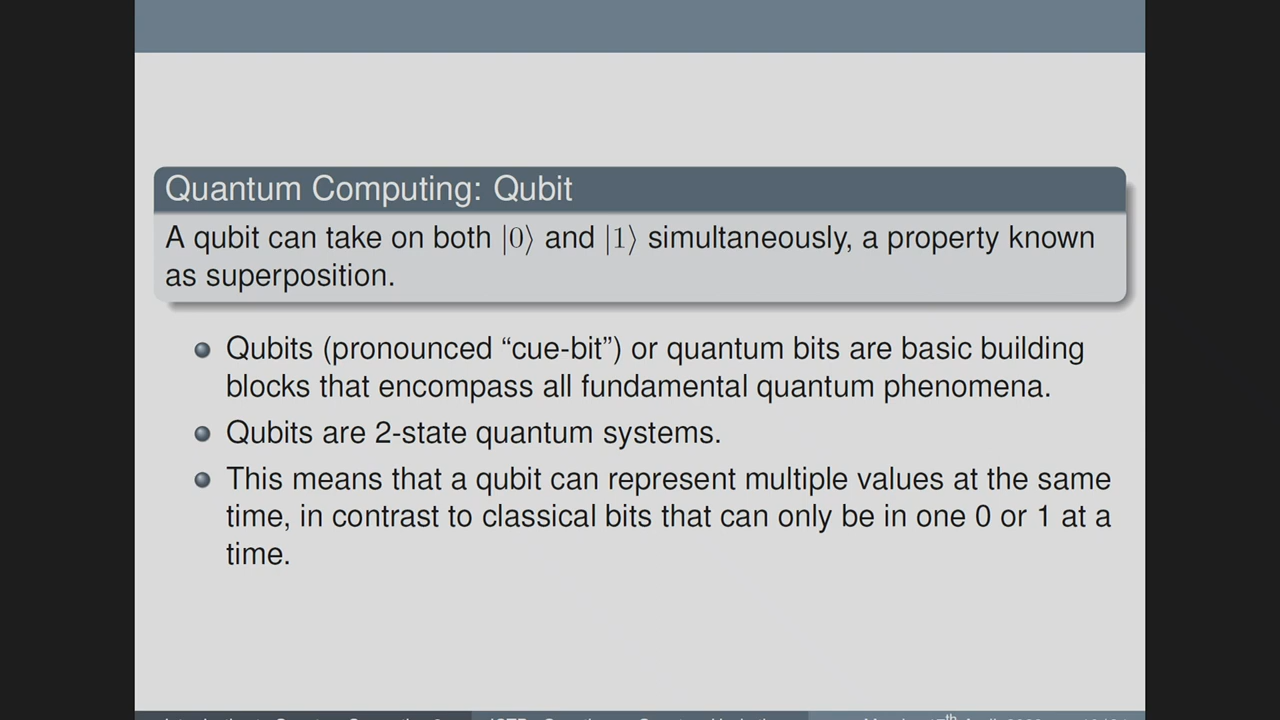 Quantum Computing: Qubit
A qubit can take on both |0⟩ and |1⟩ simultaneously, a property known
as superposition.
Qubits (pronounced “cue-bit”) or quantum bits are basic building
blocks that encompass all fundamental quantum phenomena.
Qubits are 2-state quantum systems.
This means that a qubit can represent multiple values at the same
time, in contrast to classical bits that can only be in one 0 or 1 at a
time.